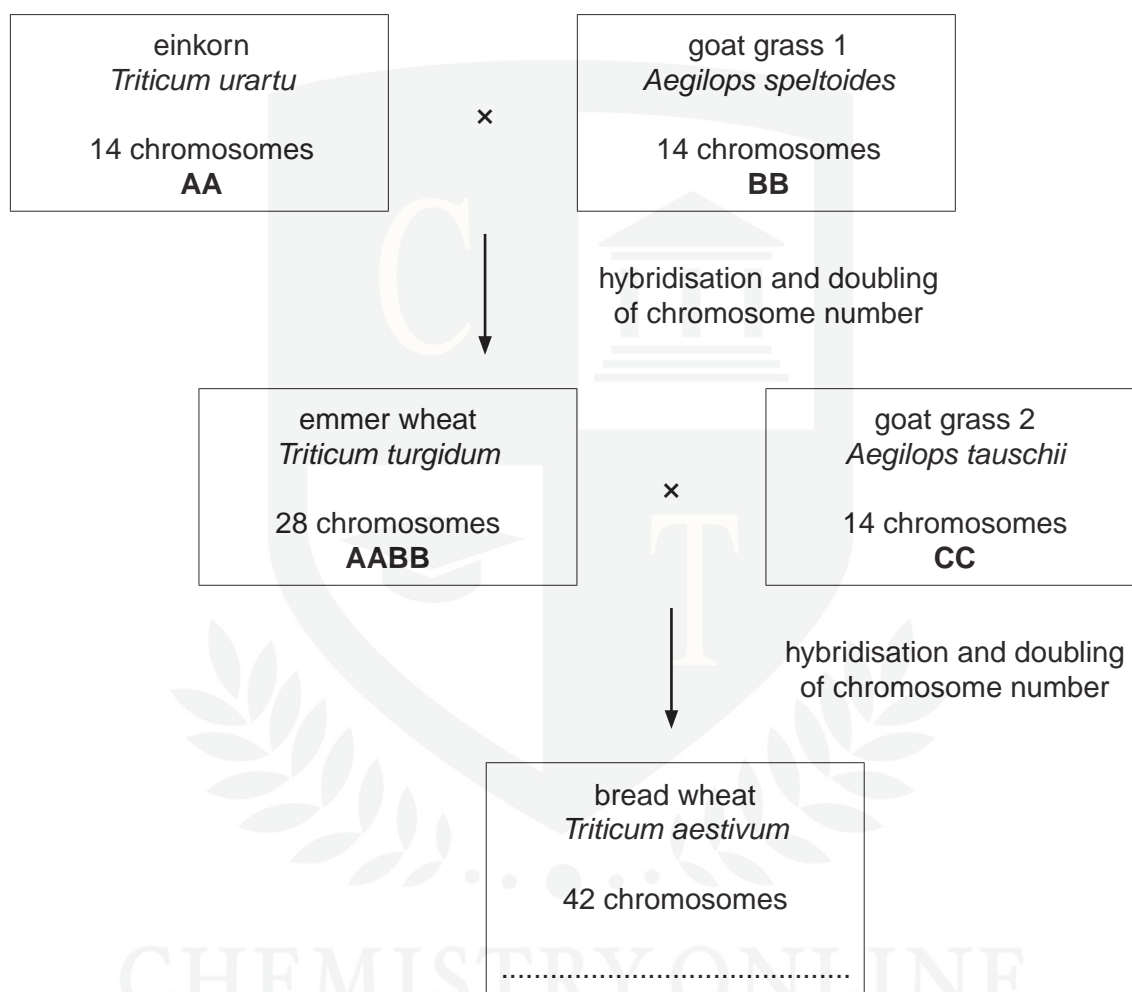 einkorn
Triticum urartu
14 chromosomes
AA
×
goat grass 1
Aegilops speltoides
14 chromosomes
BB
hybridisation and doubling
of chromosome number
emmer wheat
Triticum turgidum
28 chromosomes
AABB
×
goat grass 2
Aegilops tauschii
14 chromosomes
CC
hybridisation and doubling
of chromosome number
bread wheat
Triticum aestivum
42 chromosomes
............................................
C
T
CHEMISTRY ONLINE